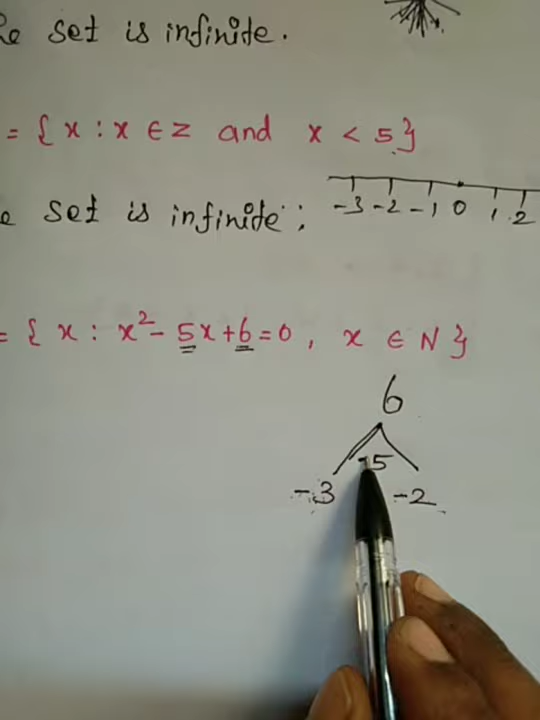 set is infinite.
= { x : x ∈ Z and x < 5}
set is infinite;
-3 -2 -1 0 1 2
= { x : x² - 5x + 6 = 0 , x ∈ N }
6
-5
-3 -2